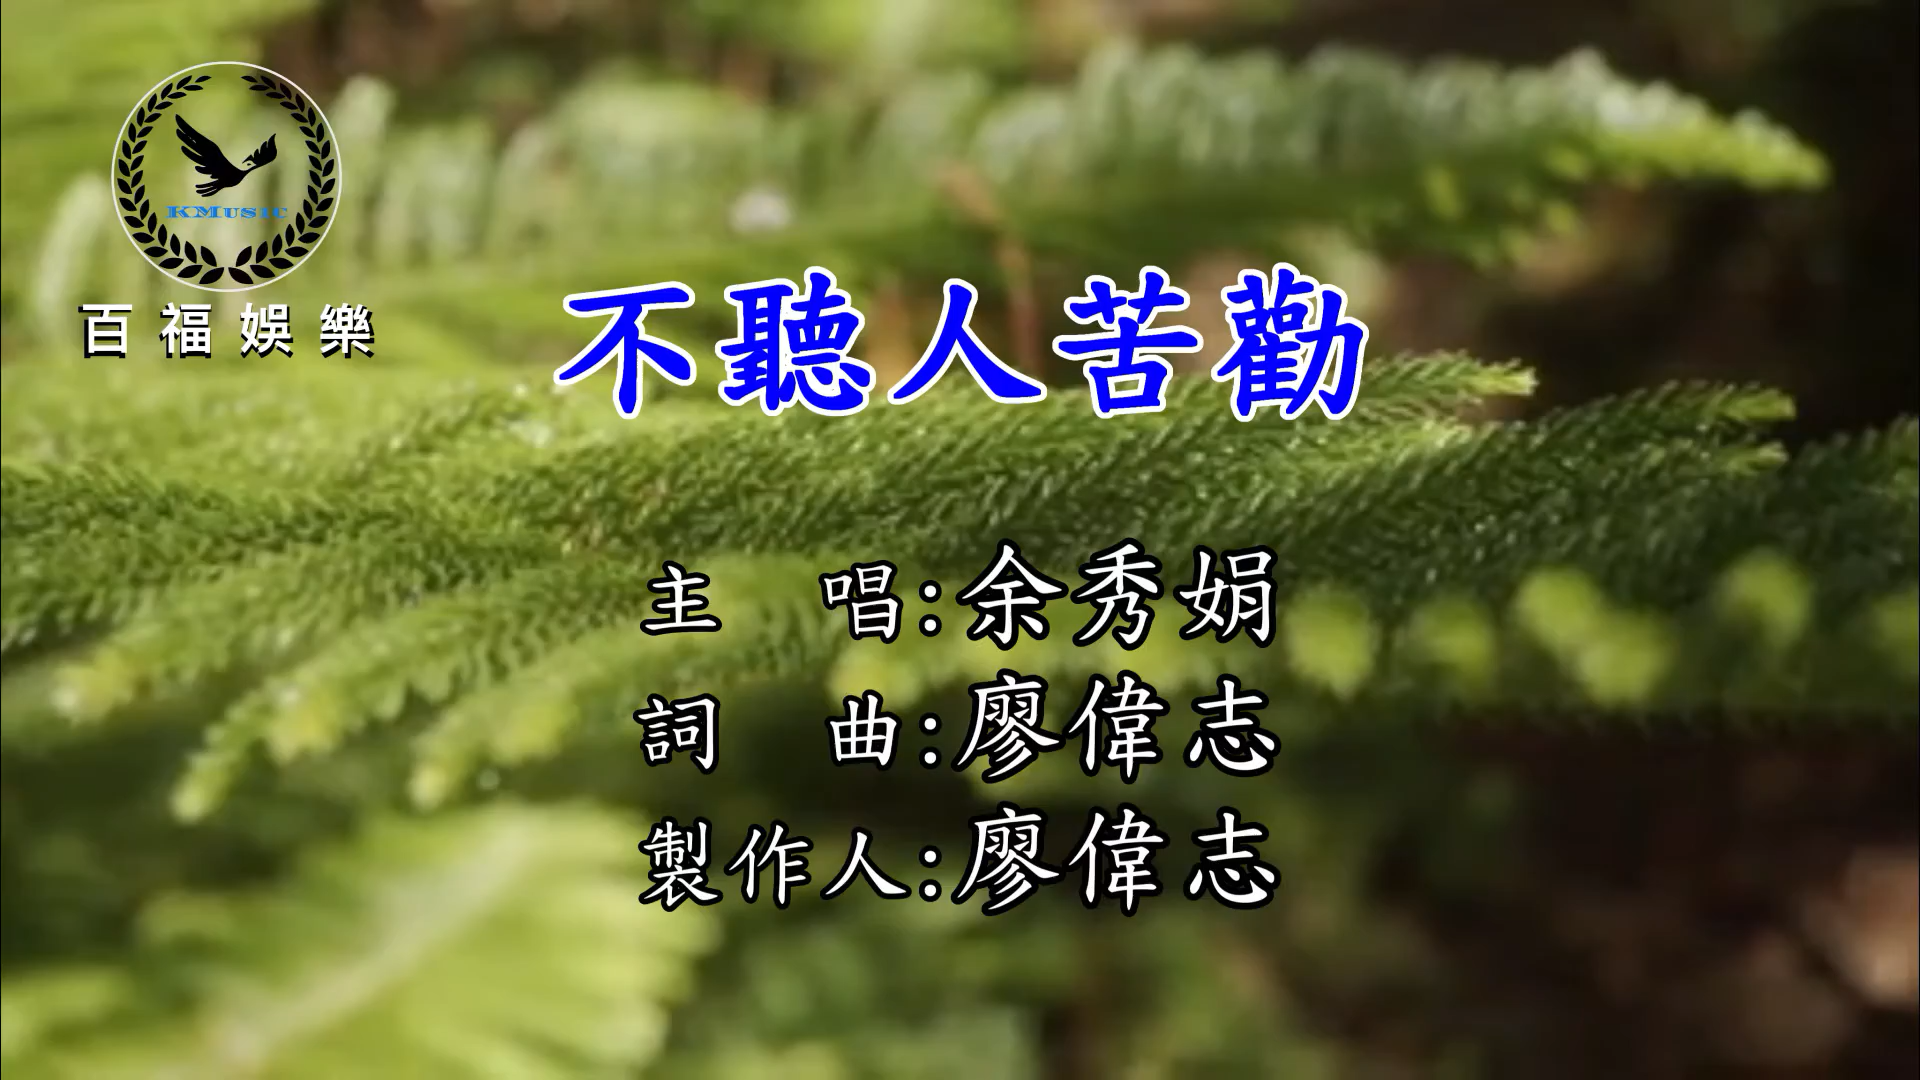 KMusic
百福娛樂
不聽人苦勸
主 唱:余秀娟
詞 曲:廖偉志
製作人:廖偉志